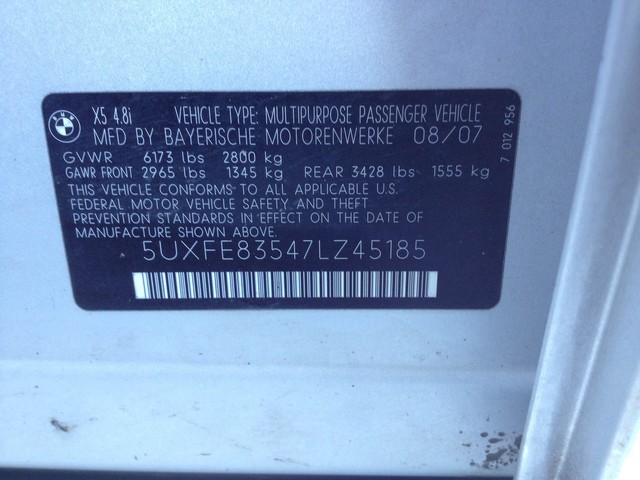 BMW
X5 4.8i VEHICLE TYPE: MULTIPURPOSE PASSENGER VEHICLE
MFD BY BAYERISCHE MOTORENWERKE 08/07
GVWR 6173 lbs 2800 kg
GAWR FRONT 2965 lbs 1345 kg REAR 3428 lbs 1555 kg
THIS VEHICLE CONFORMS TO ALL APPLICABLE U.S.
FEDERAL MOTOR VEHICLE SAFETY AND THEFT
PREVENTION STANDARDS IN EFFECT ON THE DATE OF
MANUFACTURE SHOWN ABOVE:
5UXFE83547LZ45185
7 012 956